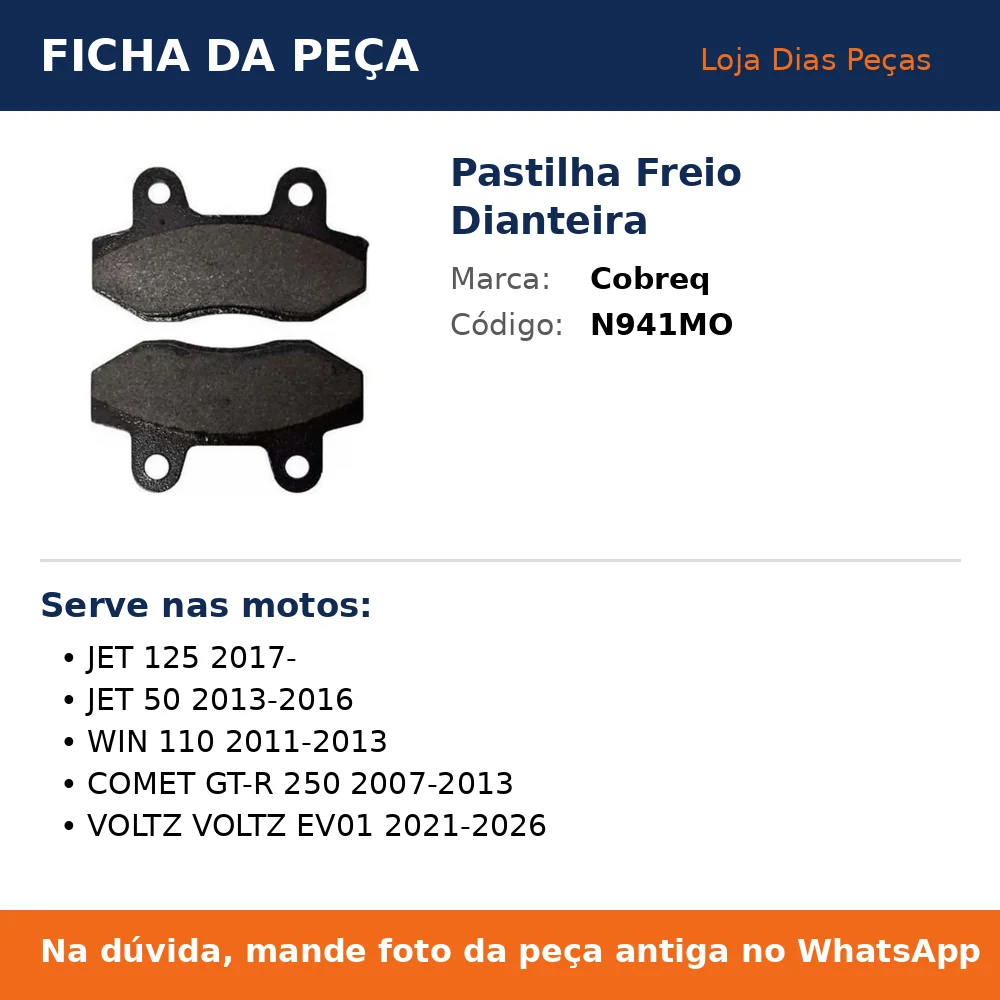 FICHA DA PEÇA
Loja Dias Peças
Pastilha Freio
Dianteira
Marca: Cobreq
Código: N941MO
Serve nas motos:
• JET 125 2017-
• JET 50 2013-2016
• WIN 110 2011-2013
• COMET GT-R 250 2007-2013
• VOLTZ VOLTZ EV01 2021-2026
Na dúvida, mande foto da peça antiga no WhatsApp